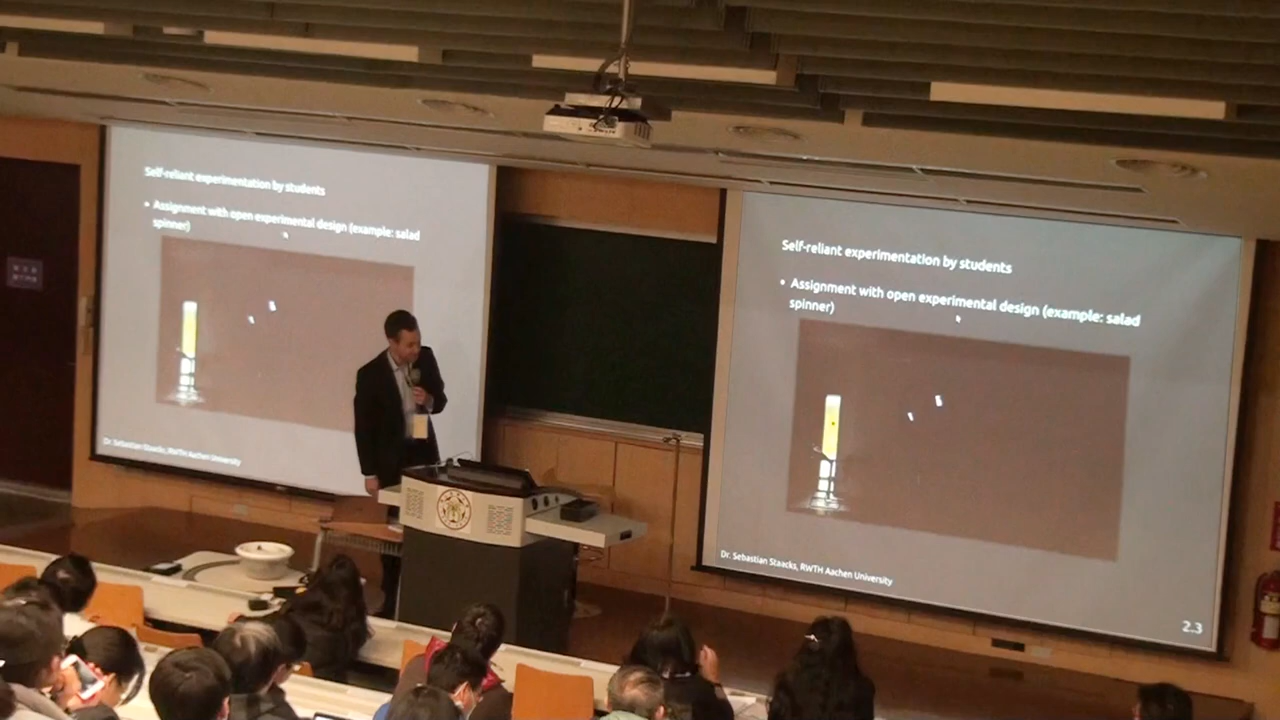 Self-reliant experimentation by students
• Assignment with open experimental design (example: salad
spinner)
Dr. Sebastian Staacks, RWTH Aachen University
Self-reliant experimentation by students
• Assignment with open experimental design (example: salad
spinner)
Dr. Sebastian Staacks, RWTH Aachen University
2.3